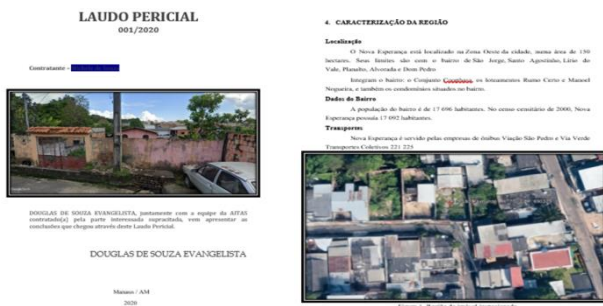 LAUDO PERICIAL
001/2020
Contratante –
DOUGLAS DE SOUZA EVANGELISTA, juntamente com a equipe da AITAS
contratado(a) pela parte interessada supracitada, vem apresentar as
conclusões que chegou através deste Laudo Pericial.
DOUGLAS DE SOUZA EVANGELISTA
Manaus / AM
2020
4. CARACTERIZAÇÃO DA REGIÃO
Localização
O Nova Esperança está localizado na Zona Oeste da cidade, numa área de 150
hectares. Seus limites são com o bairro de São Jorge, Santo Agostinho, Lírio do
Vale, Planalto, Alvorada e Dom Pedro
Integram o bairro: o Conjunto os loteamentos Rumo Certo e Manoel
Nogueira, e também os condomínios situados no bairro.
Dados do Bairro
A população do bairro é de 17 696 habitantes. No censo censitário de 2000, Nova
Esperança possuía 17 692 habitantes.
Transportes
Nova Esperança é servido pelas empresas de ônibus Viação São Pedro e Via Verde
Transportes Coletivos 221 225